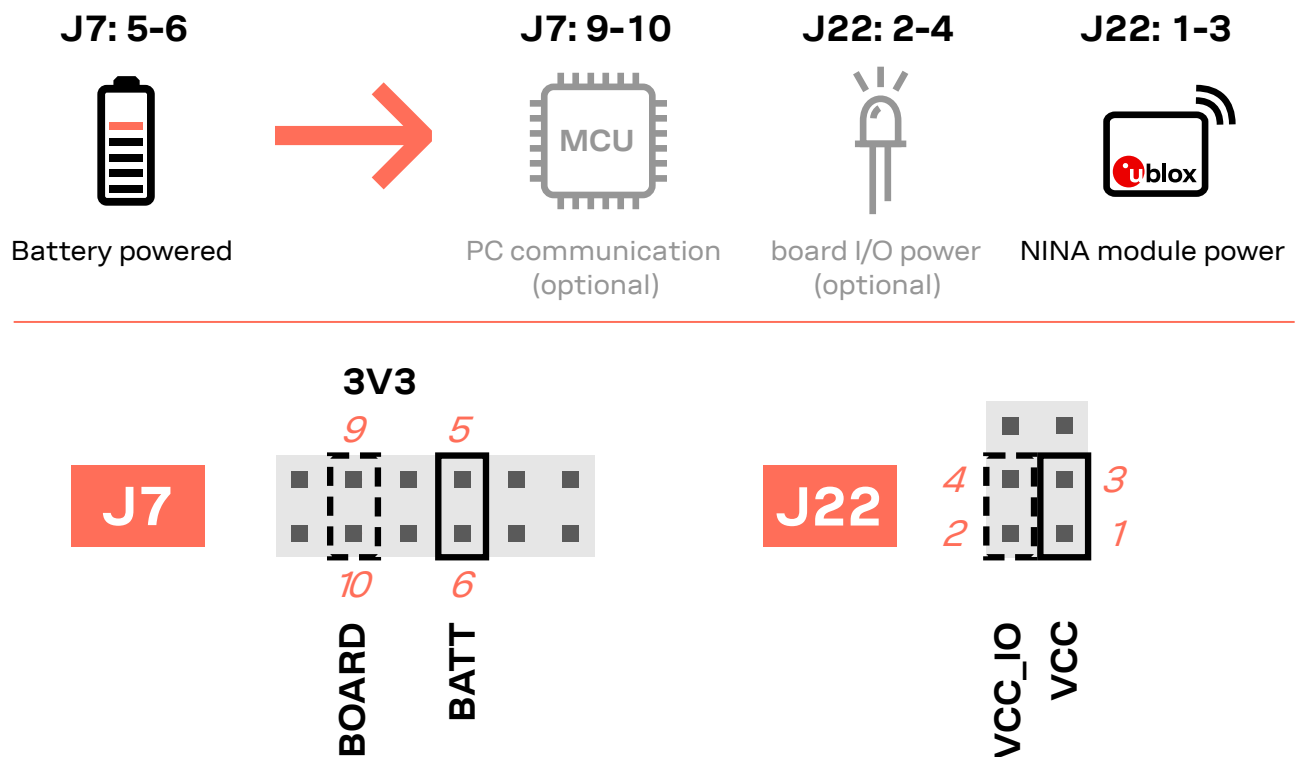 J7: 5-6
J7: 9-10
J22: 2-4
J22: 1-3
MCU
ublox
Battery powered
PC communication
(optional)
board I/O power
(optional)
NINA module power
3V3
9
5
J7
10
6
BOARD
BATT
J22
4
3
2
1
VCC_IO
VCC